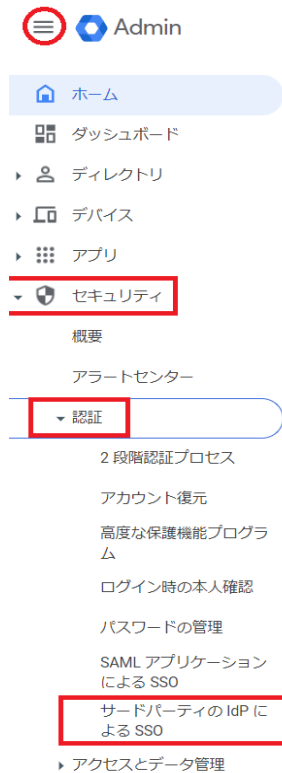 Admin
ホーム
ダッシュボード
ディレクトリ
デバイス
アプリ
セキュリティ
概要
アラートセンター
認証
2 段階認証プロセス
アカウント復元
高度な保護機能プログラ
ム
ログイン時の本人確認
パスワードの管理
SAML アプリケーション
による SSO
サードパーティの IdP に
よる SSO
アクセスとデータ管理